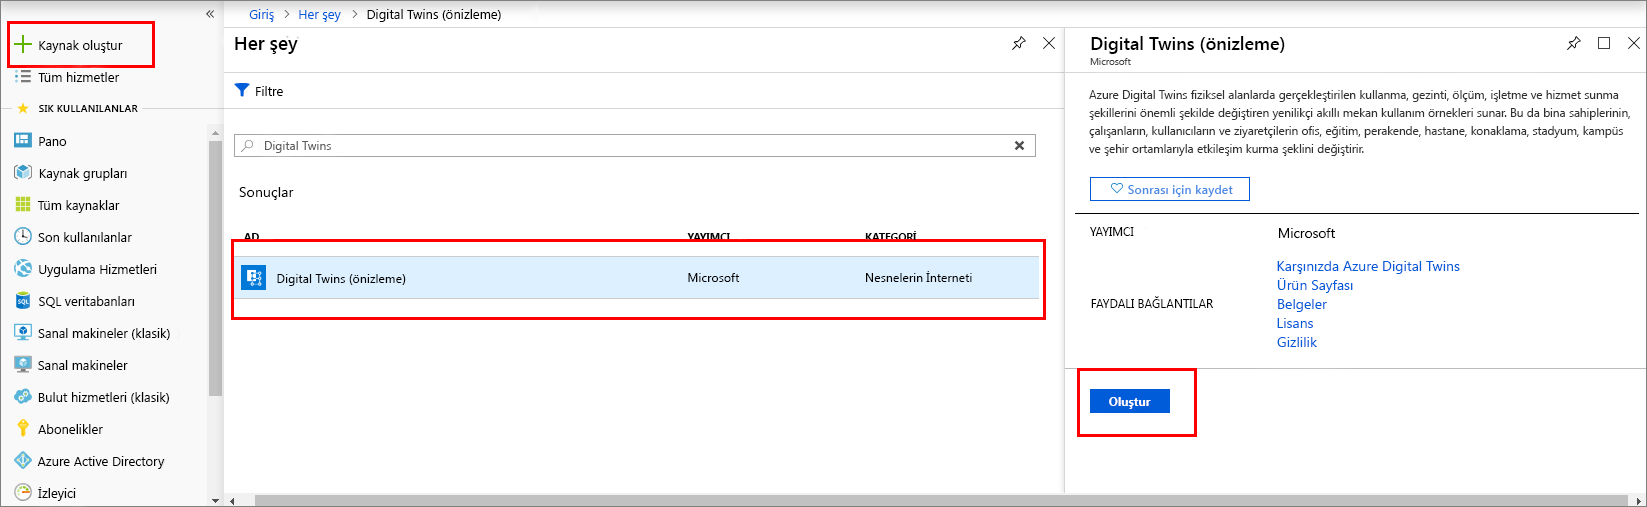 «
Kaynak oluştur
Tüm hizmetler
SIK KULLANILANLAR
Pano
Kaynak grupları
Tüm kaynaklar
Son kullanılanlar
Uygulama Hizmetleri
SQL veritabanları
Sanal makineler (klasik)
Sanal makineler
Bulut hizmetleri (klasik)
Abonelikler
Azure Active Directory
İzleyici
Giriş > Her şey > Digital Twins (önizleme)
Her şey
Filtre
Digital Twins
Sonuçlar
AD YAYIMCI KATEGORİ
Digital Twins (önizleme) Microsoft Nesnelerin İnterneti
Digital Twins (önizleme)
Microsoft
Azure Digital Twins fiziksel alanlarda gerçekleştirilen kullanma, gezinti, ölçüm, işletme ve hizmet sunma
şekillerini önemli şekilde değiştiren yenilikçi akıllı mekan kullanım örnekleri sunar. Bu da bina sahiplerinin,
çalışanların, kullanıcıların ve ziyaretçilerin ofis, eğitim, perakende, hastane, konaklama, stadyum, kampüs
ve şehir ortamlarıyla etkileşim kurma şeklini değiştirir.
Sonrası için kaydet
YAYIMCI Microsoft
Karşınızda Azure Digital Twins
Ürün Sayfası
FAYDALI BAĞLANTILAR Belgeler
Lisans
Gizlilik
Oluştur